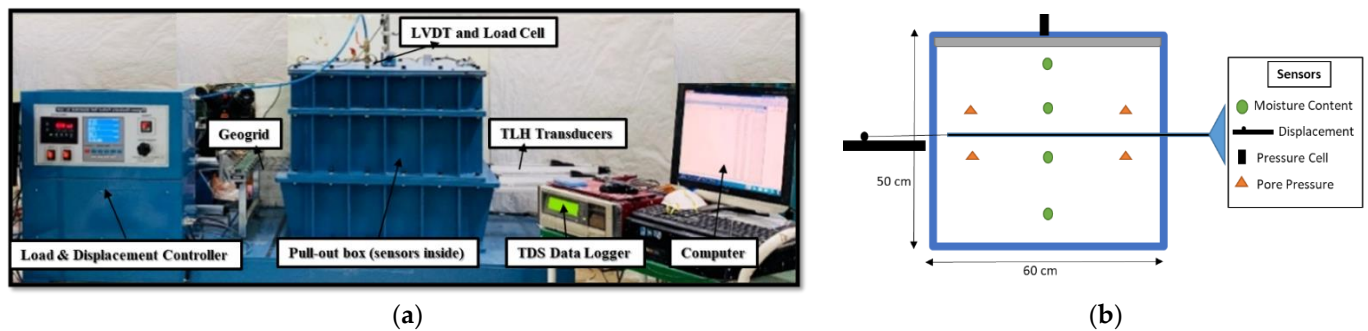 LVDT and Load Cell
Geogrid
TLH Transducers
Load & Displacement Controller
Pull-out box (sensors inside)
TDS Data Logger
Computer
(a)
50 cm
60 cm
Sensors
Moisture Content
Displacement
Pressure Cell
Pore Pressure
(b)